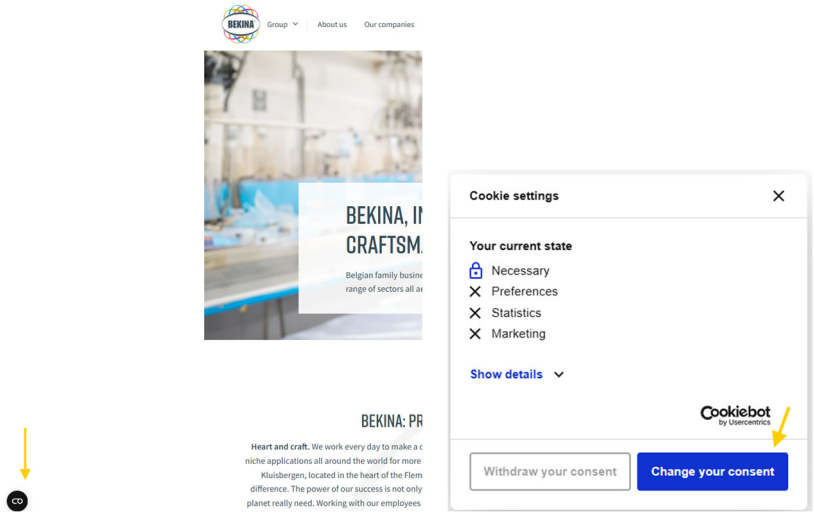 BEKINA
Group
About us
Our companies
BEKINA, IN
CRAFTSM
Belgian family busine
range of sectors all a
BEKINA: PR
Heart and craft. We work every day to make a
niche applications all around the world for more
Kluisbergen, located in the heart of the Flem
difference. The power of our success is not only
planet really need. Working with our employees
Cookie settings
Your current state
Necessary
Preferences
Statistics
Marketing
Show details
Cookiebot
by Usercentrics
Withdraw your consent
Change your consent